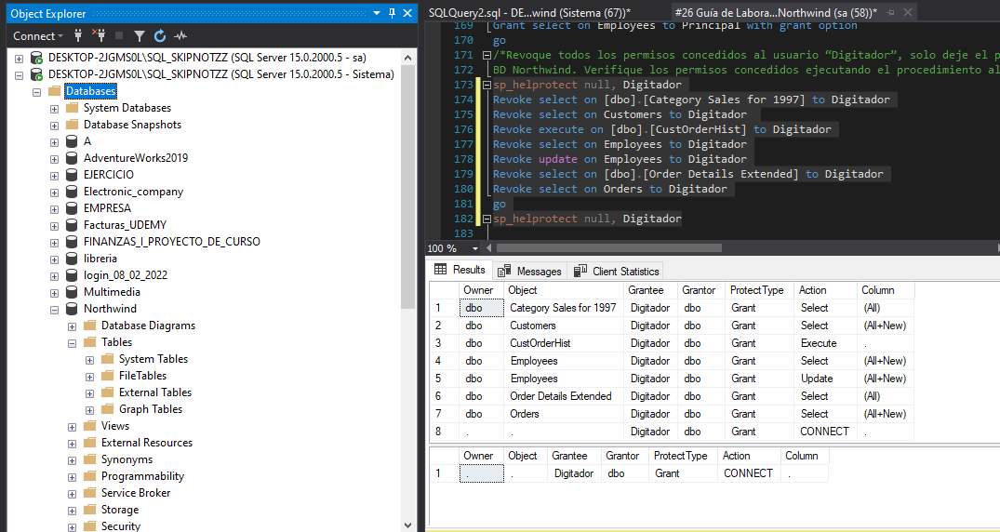 Object Explorer
Connect
DESKTOP-2JGMS0L\SQL_SKIPNOTZZ (SQL Server 15.0.2000.5 - sa)
DESKTOP-2JGMS0L\SQL_SKIPNOTZZ (SQL Server 15.0.2000.5 - Sistema)
Databases
System Databases
Database Snapshots
A
AdventureWorks2019
EJERCICIO
Electronic_company
EMPRESA
Facturas_UDEMY
FINANZAS_I_PROYECTO_DE_CURSO
libreria
login_08_02_2022
Multimedia
Northwind
Database Diagrams
Tables
System Tables
FileTables
External Tables
Graph Tables
Views
External Resources
Synonyms
Programmability
Service Broker
Storage
Security
SQLQuery2.sql - DE...wind (Sistema (67))* #26 Guía de Labora...Northwind (sa (58))*
169 Grant select on Employees to Principal with grant option
170 go
171 /*Revoque todos los permisos concedidos al usuario “Digitador”, solo deje el p
172 BD Northwind. Verifique los permisos concedidos ejecutando el procedimiento al
173 sp_helprotect null, Digitador
174 Revoke select on [dbo].[Category Sales for 1997] to Digitador
175 Revoke select on Customers to Digitador
176 Revoke execute on [dbo].[CustOrderHist] to Digitador
177 Revoke select on Employees to Digitador
178 Revoke update on Employees to Digitador
179 Revoke select on [dbo].[Order Details Extended] to Digitador
180 Revoke select on Orders to Digitador
181 go
182 sp_helprotect null, Digitador
183
100 %
Results Messages Client Statistics
Owner Object Grantee Grantor ProtectType Action Column
1 dbo Category Sales for 1997 Digitador dbo Grant Select (All)
2 dbo Customers Digitador dbo Grant Select (All+New)
3 dbo CustOrderHist Digitador dbo Grant Execute .
4 dbo Employees Digitador dbo Grant Select (All+New)
5 dbo Employees Digitador dbo Grant Update (All+New)
6 dbo Order Details Extended Digitador dbo Grant Select (All)
7 dbo Orders Digitador dbo Grant Select (All+New)
8 . . Digitador dbo Grant CONNECT .
Owner Object Grantee Grantor ProtectType Action Column
1 . . Digitador dbo Grant CONNECT .